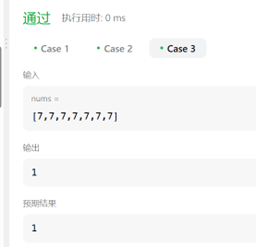 通过 执行用时: 0 ms
• Case 1 • Case 2 • Case 3
输入
nums =
[7,7,7,7,7,7,7]
输出
1
预期结果
1